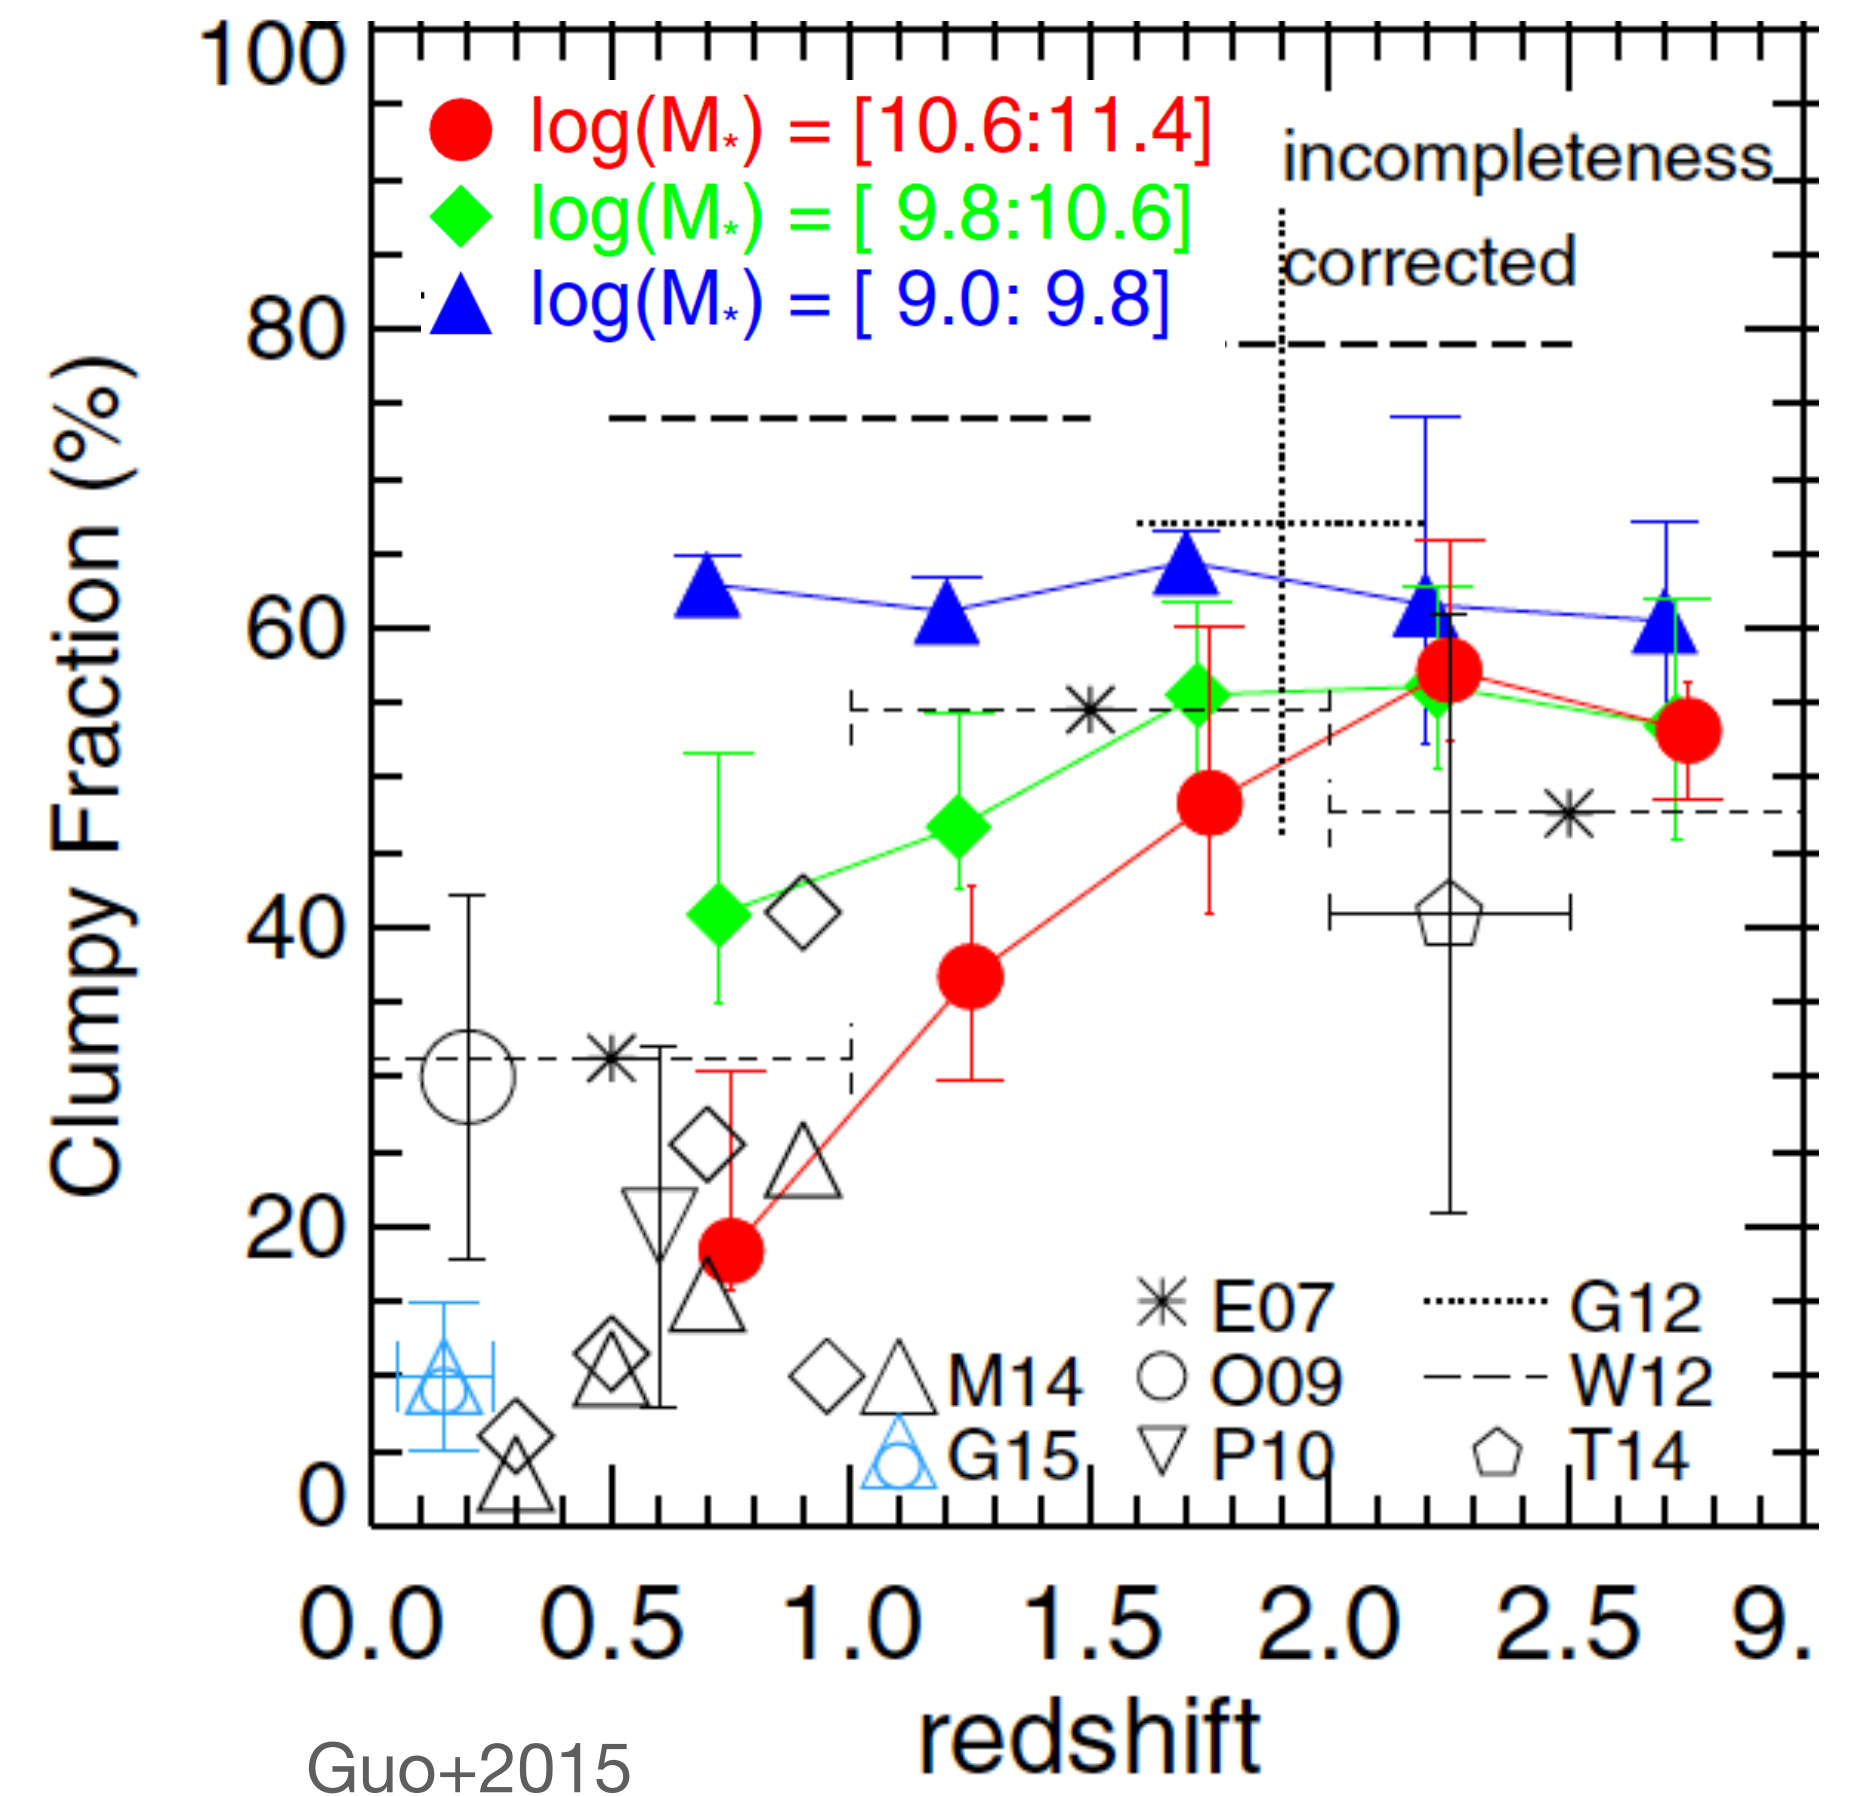 100
80
60
40
20
0
Clumpy Fraction (%)
log(M*) = [10.6:11.4]
log(M*) = [ 9.8:10.6]
log(M*) = [ 9.0: 9.8]
incompleteness
corrected
E07
G12
M14
O09
W12
G15
P10
T14
0.0 0.5 1.0 1.5 2.0 2.5 9.
redshift
Guo+2015